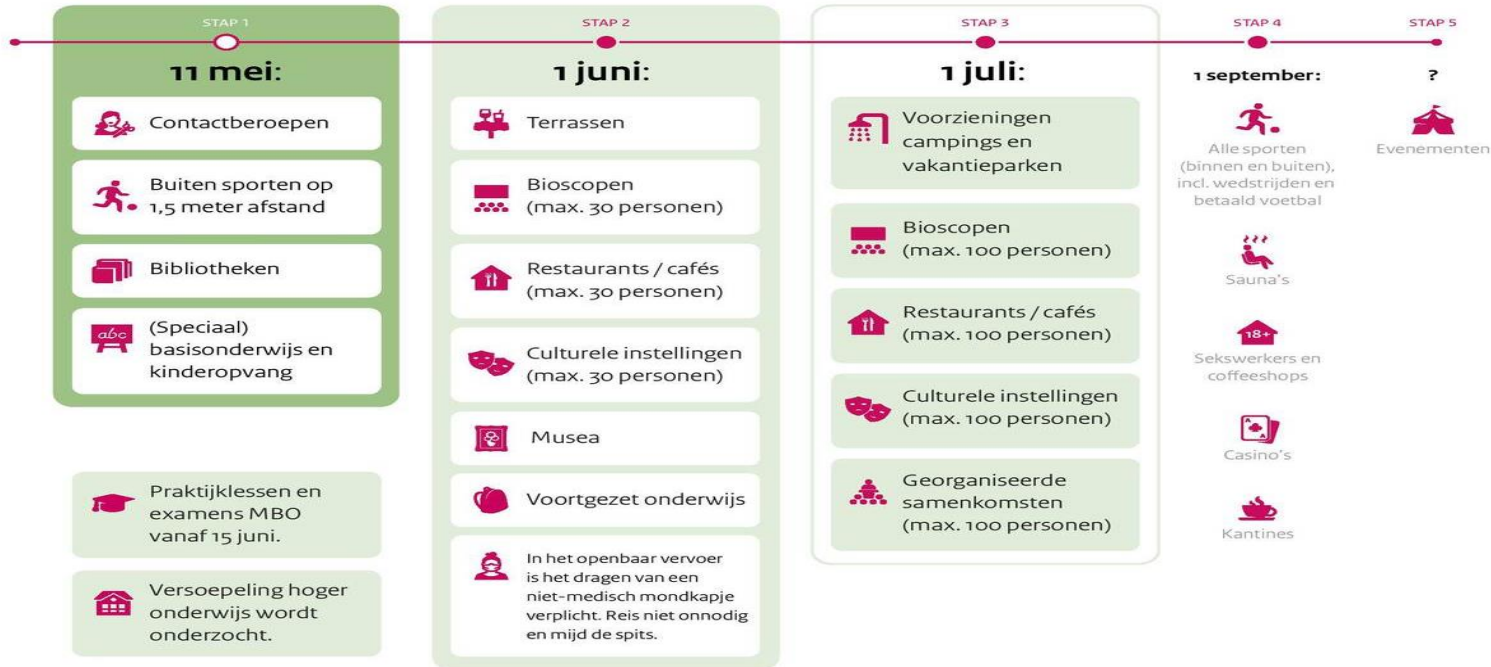 STAP 1
11 mei:
Contactberoepen
Buiten sporten op
1,5 meter afstand
Bibliotheken
abc
(Speciaal)
basisonderwijs en
kinderopvang
Praktijklessen en
examens MBO
vanaf 15 juni.
Versoepeling hoger
onderwijs wordt
onderzocht.
STAP 2
1 juni:
Terrassen
Bioscopen
(max. 30 personen)
Restaurants / cafés
(max. 30 personen)
Culturele instellingen
(max. 30 personen)
Musea
Voortgezet onderwijs
In het openbaar vervoer
is het dragen van een
niet-medisch mondkapje
verplicht. Reis niet onnodig
en mijd de spits.
STAP 3
1 juli:
Voorzieningen
campings en
vakantieparken
Bioscopen
(max. 100 personen)
Restaurants / cafés
(max. 100 personen)
Culturele instellingen
(max. 100 personen)
Georganiseerde
samenkomsten
(max. 100 personen)
STAP 4
1 september:
Alle sporten
(binnen en buiten),
incl. wedstrijden en
betaald voetbal
Sauna's
18+
Sekswerkers en
coffeeshops
A
A
Casino's
Kantines
STAP 5
?
Evenementen